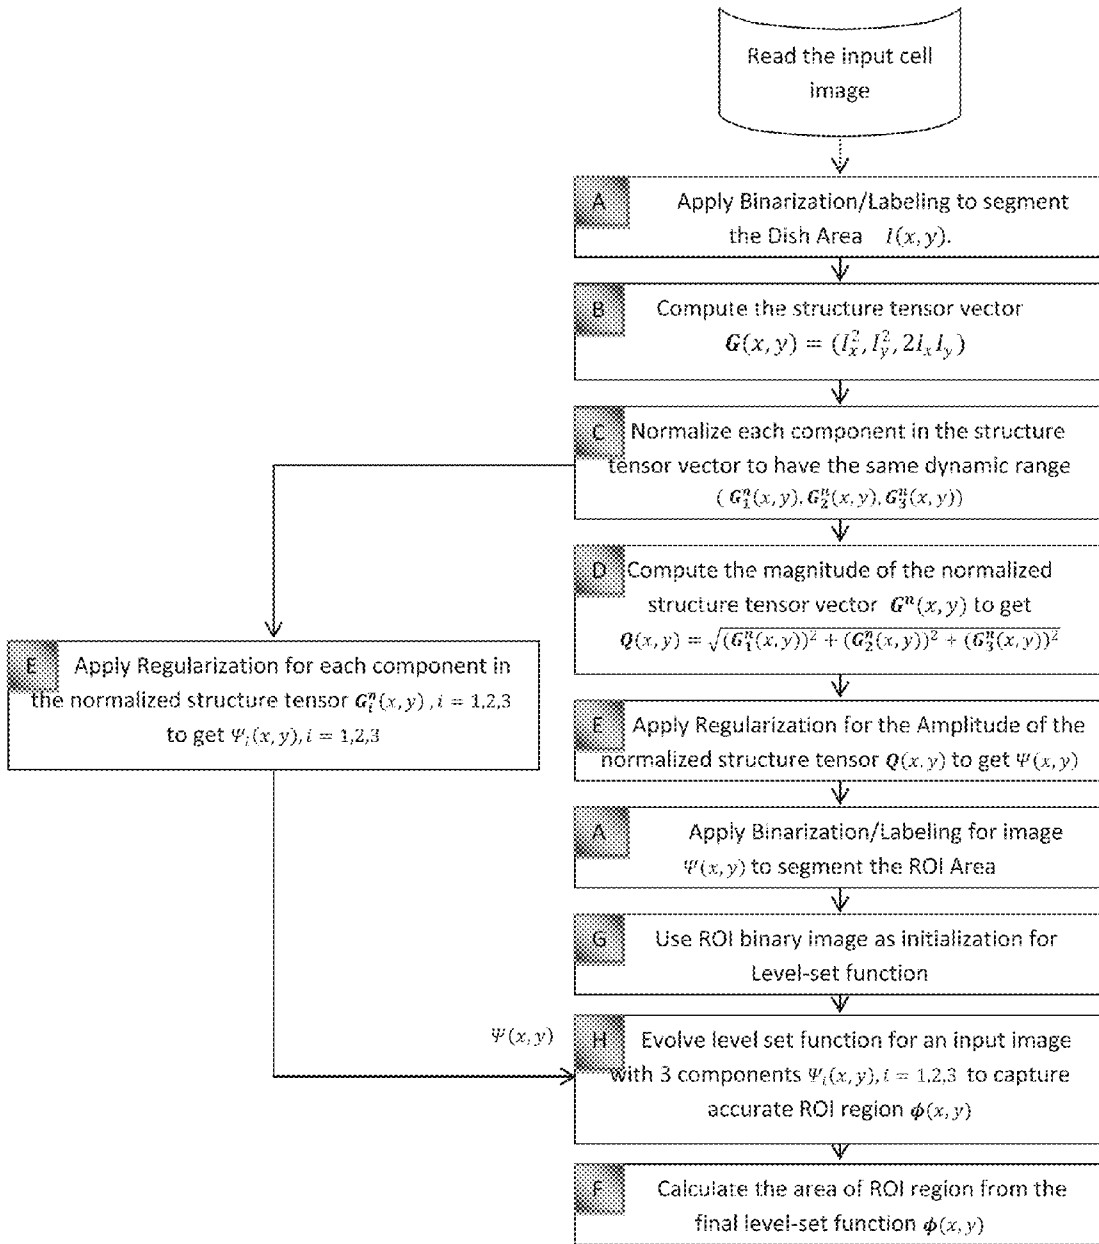 Read the input cell
image
A
Apply Binarization/Labeling to segment
the Dish Area I(x, y).
B
Compute the structure tensor vector
G(x, y) = (I_x^2, I_y^2, 2I_x I_y)
C
Normalize each component in the structure
tensor vector to have the same dynamic range
( G_1^n(x, y), G_2^n(x, y), G_3^n(x, y))
D
Compute the magnitude of the normalized
structure tensor vector G^n(x, y) to get
Q(x, y) = √((G_1^n(x, y))^2 + (G_2^n(x, y))^2 + (G_3^n(x, y))^2)
E
Apply Regularization for each component in
the normalized structure tensor G_i^n(x, y) , i = 1,2,3
to get Ψ_i(x, y), i = 1,2,3
E
Apply Regularization for the Amplitude of the
normalized structure tensor Q(x, y) to get Ψ(x, y)
A
Apply Binarization/Labeling for image
Ψ(x, y) to segment the ROI Area
G
Use ROI binary image as initialization for
Level-set function
Ψ(x, y)
H
Evolve level set function for an input image
with 3 components Ψ_i(x, y), i = 1,2,3 to capture
accurate ROI region ϕ(x, y)
F
Calculate the area of ROI region from the
final level-set function ϕ(x, y)